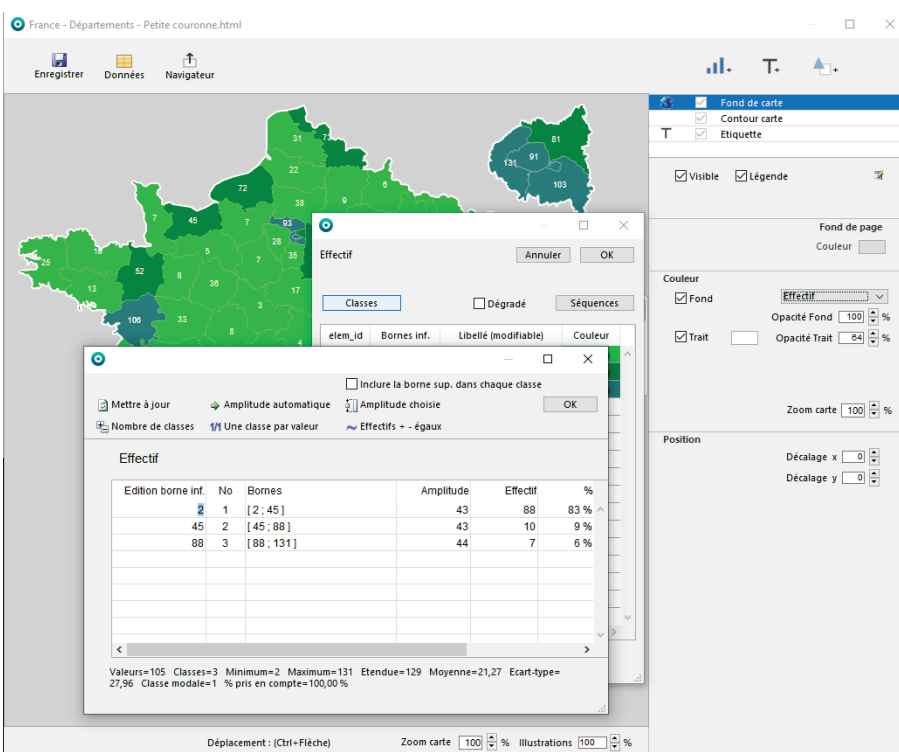 France - Départements - Petite couronne.html
Enregistrer Données Navigateur
T+
Fond de carte
Contour carte
T Etiquette
Visible Légende
Fond de page
Couleur
Couleur
Fond Effectif
Opacité Fond 100 %
Trait Opacité Trait 64 %
Zoom carte 100 %
Position
Décalage x 0
Décalage y 0
31 73 81
22 131 91
72 103
38 9 6
7 45 7 93
28
25 5 7 35
52 8
13 36 17
3
106 33
8 4
Effectif Annuler OK
Classes Dégradé Séquences
elem_id Bornes inf. Libellé (modifiable) Couleur
Inclure la borne sup. dans chaque classe
Mettre à jour Amplitude automatique Amplitude choisie OK
Nombre de classes 1/1 Une classe par valeur Effectifs + - égaux
Effectif
Edition borne inf. No Bornes Amplitude Effectif %
2 1 [ 2 ; 45 ] 43 88 83 %
45 2 [ 45 ; 88 ] 43 10 9 %
88 3 [ 88 ; 131 ] 44 7 6 %
Valeurs=105 Classes=3 Minimum=2 Maximum=131 Etendue=129 Moyenne=21,27 Ecart-type=
27,96 Classe modale=1 % pris en compte=100,00 %
Déplacement : (Ctrl+Flèche) Zoom carte 100 % Illustrations 100 %